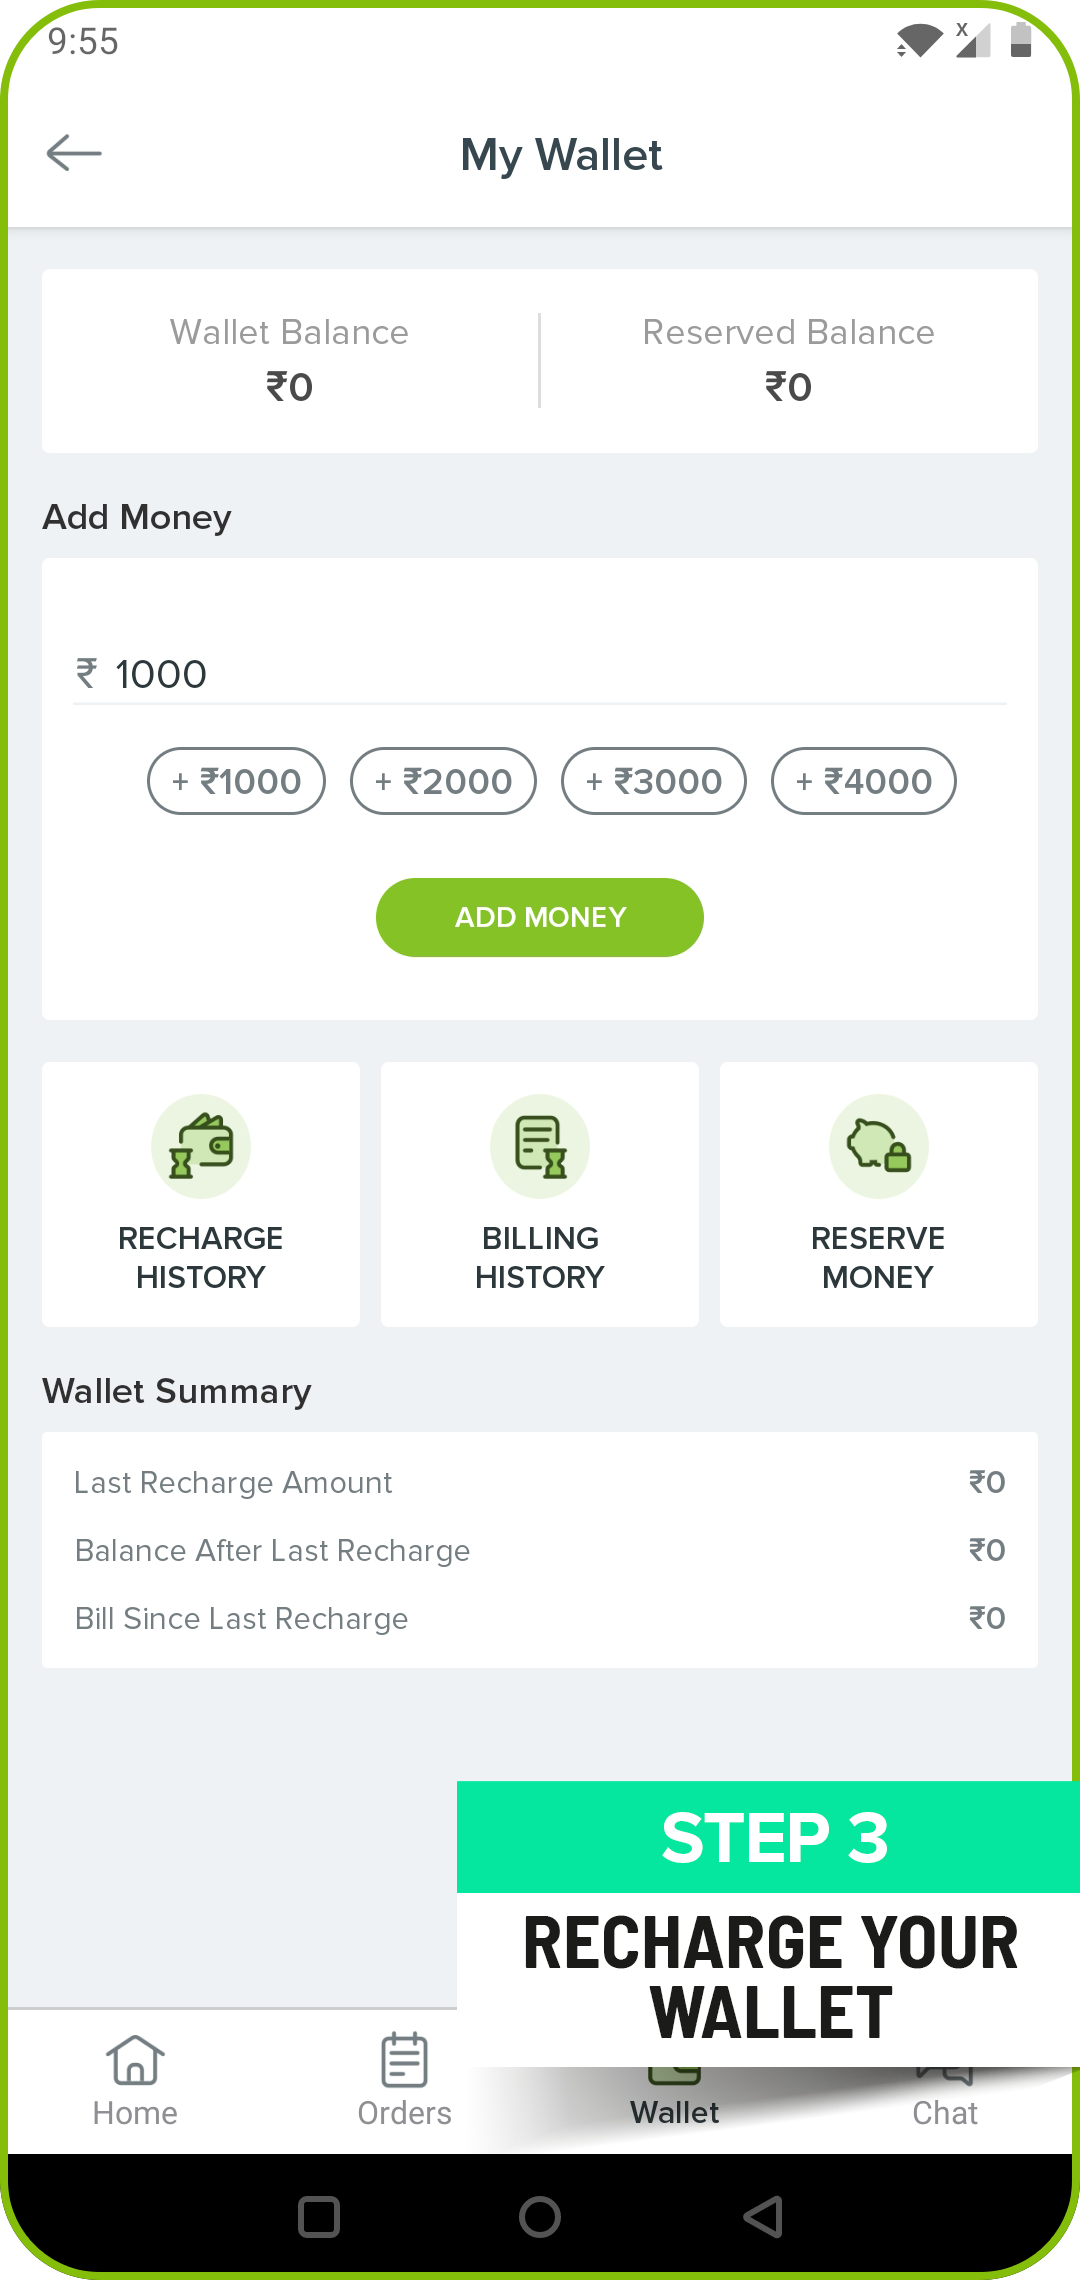 9:55
My Wallet
Wallet Balance
₹0
Reserved Balance
₹0
Add Money
₹ 1000
+ ₹1000
+ ₹2000
+ ₹3000
+ ₹4000
ADD MONEY
RECHARGE
HISTORY
BILLING
HISTORY
RESERVE
MONEY
Wallet Summary
Last Recharge Amount ₹0
Balance After Last Recharge ₹0
Bill Since Last Recharge ₹0
STEP 3
RECHARGE YOUR
WALLET
Home
Orders
Wallet
Chat